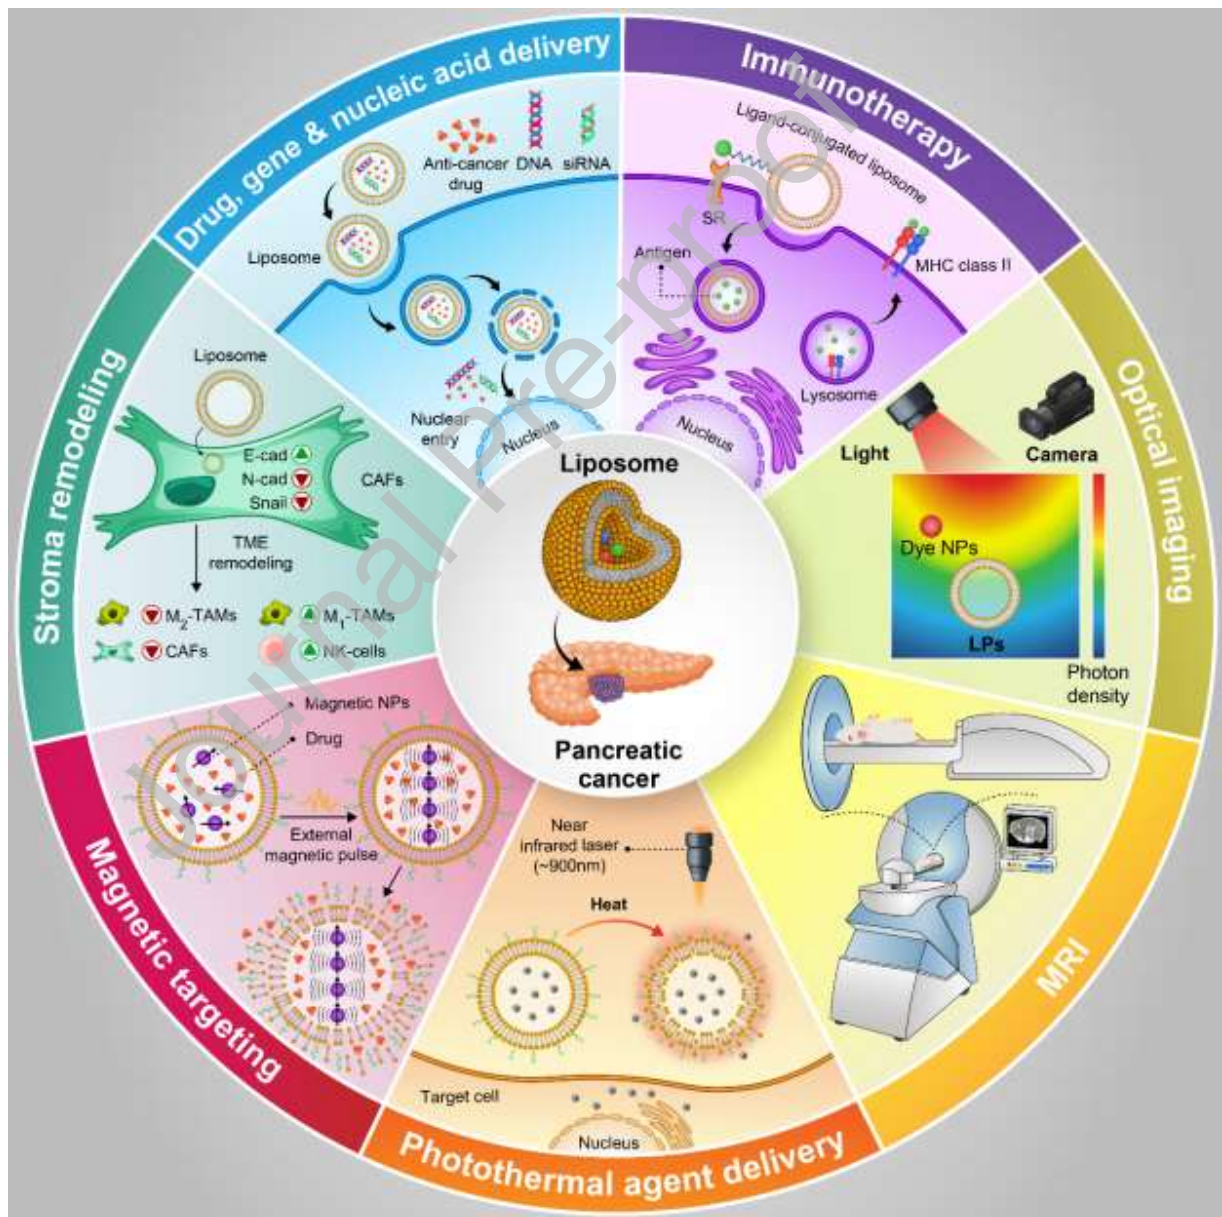 Drug, gene & nucleic acid delivery
Anti-cancer
drug
DNA
siRNA
Liposome
Nuclear
entry
Nucleus
Immunotherapy
Ligand-conjugated liposome
SR
Antigen
MHC class II
Lysosome
Nucleus
Optical imaging
Light
Camera
Dye NPs
LPs
Photon
density
MRI
Photothermal agent delivery
Near
infrared laser
(~900nm)
Heat
Target cell
Nucleus
Magnetic targeting
Magnetic NPs
Drug
External
magnetic pulse
Stroma remodeling
Liposome
E-cad
N-cad
Snail
CAFs
TME
remodeling
M2-TAMs
M1-TAMs
CAFs
NK-cells
Liposome
Pancreatic
cancer
Journal Pre-proof